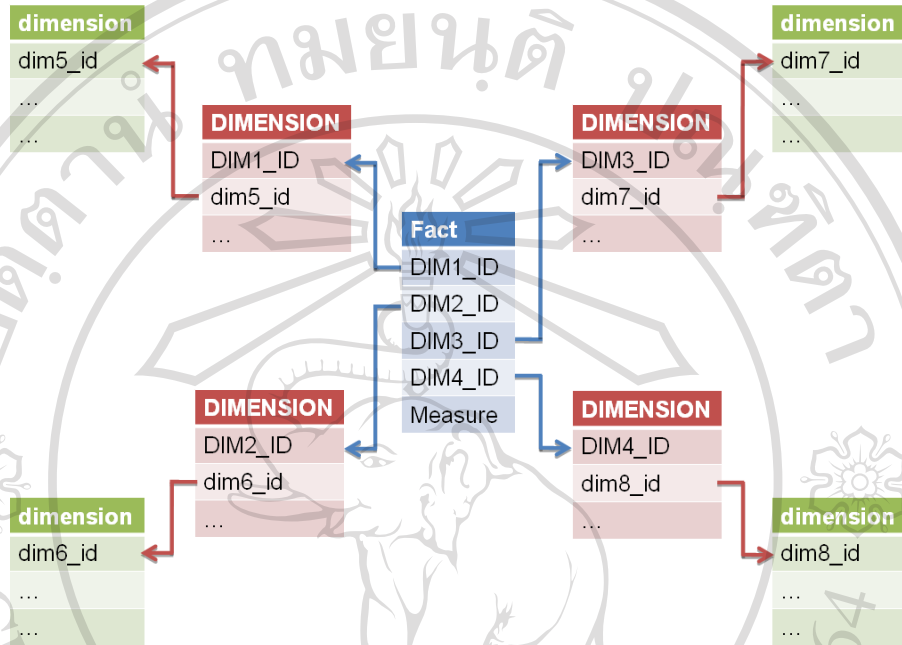 dimension
dim5_id
...
...
DIMENSION
DIM1_ID
dim5_id
...
Fact
DIM1_ID
DIM2_ID
DIM3_ID
DIM4_ID
Measure
DIMENSION
DIM3_ID
dim7_id
...
dimension
dim7_id
...
...
DIMENSION
DIM2_ID
dim6_id
...
dimension
dim6_id
...
...
DIMENSION
DIM4_ID
dim8_id
...
dimension
dim8_id
...
...
64